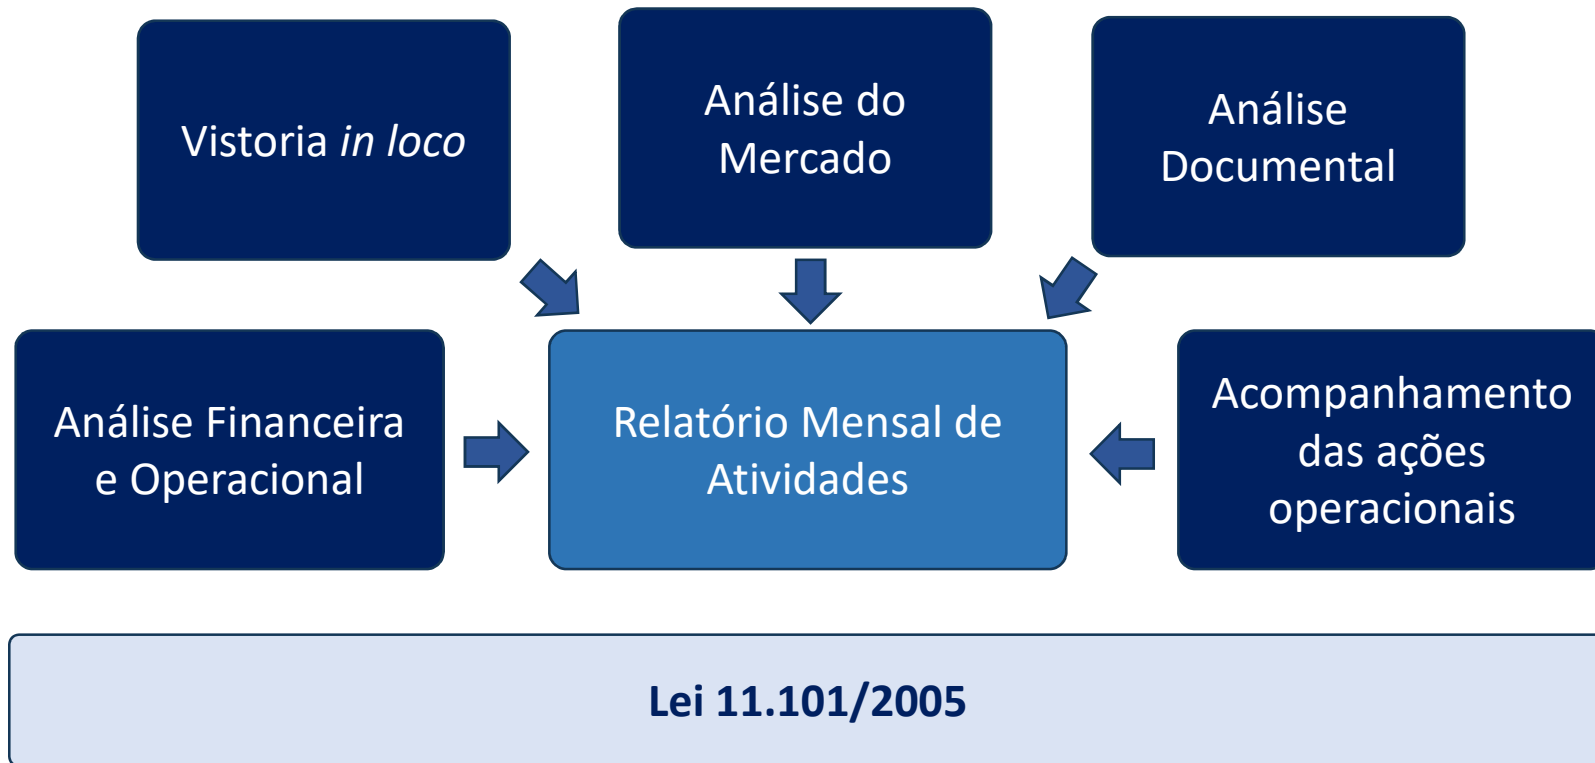 Vistoria in loco
Análise do
Mercado
Análise
Documental
Análise Financeira
e Operacional
Relatório Mensal de
Atividades
Acompanhamento
das ações
operacionais
Lei 11.101/2005